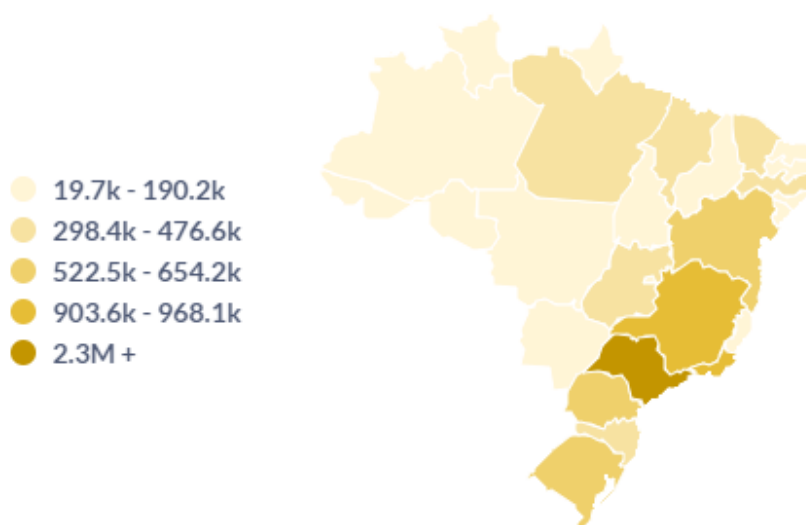 19.7k - 190.2k
298.4k - 476.6k
522.5k - 654.2k
903.6k - 968.1k
2.3M +